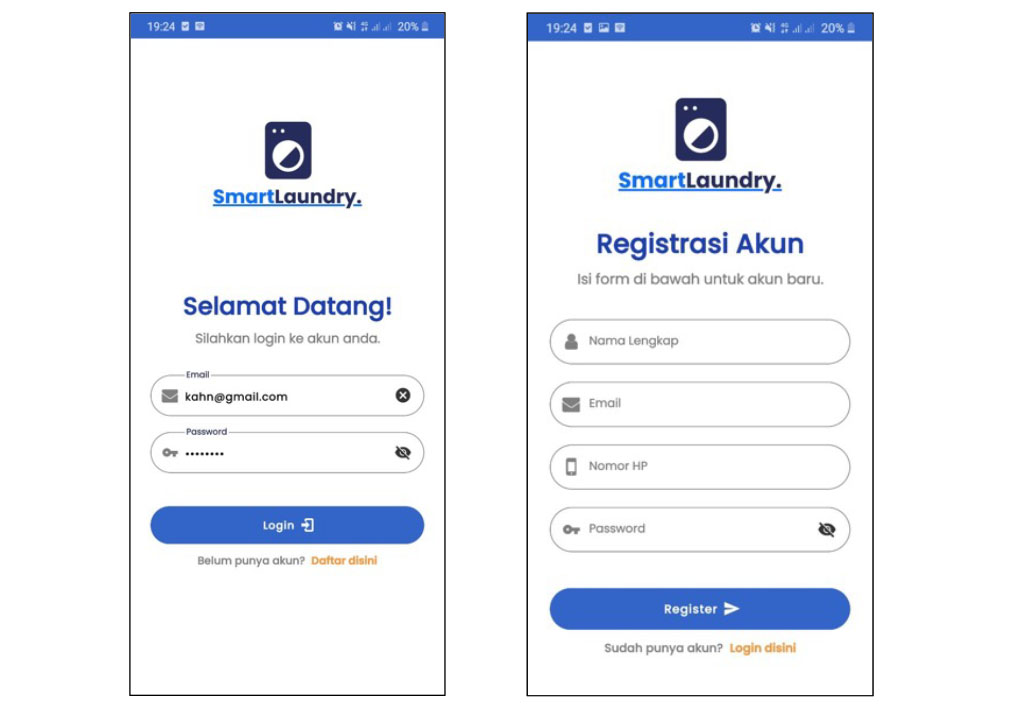 19:24
20%
SmartLaundry.
Selamat Datang!
Silahkan login ke akun anda.
Email
kahn@gmail.com
Password
••••••••
Login
Belum punya akun? Daftar disini
19:24
20%
SmartLaundry.
Registrasi Akun
Isi form di bawah untuk akun baru.
Nama Lengkap
Email
Nomor HP
Password
Register
Sudah punya akun? Login disini